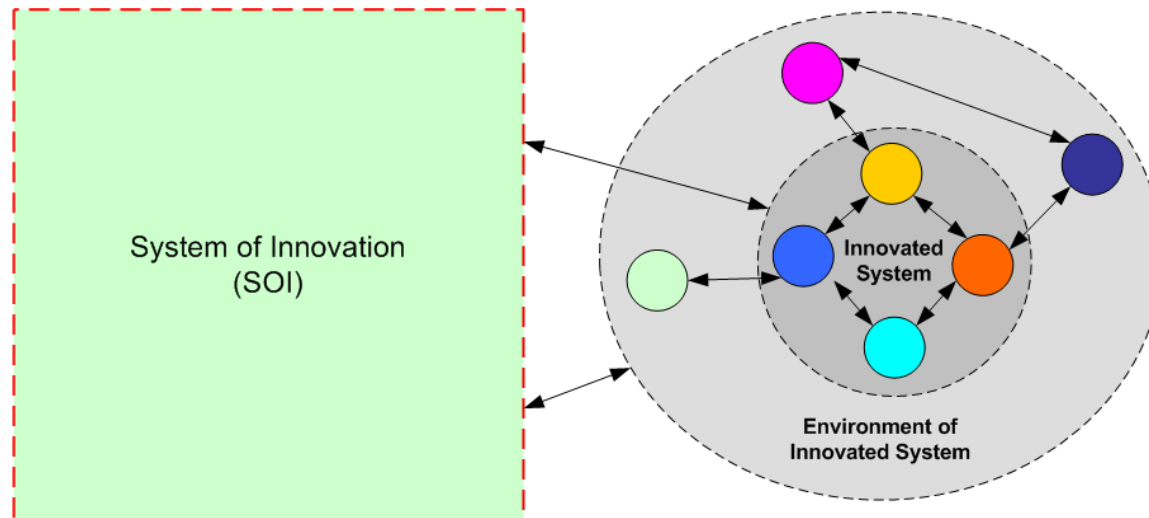 System of Innovation
(SOI)
Innovated
System
Environment of
Innovated System